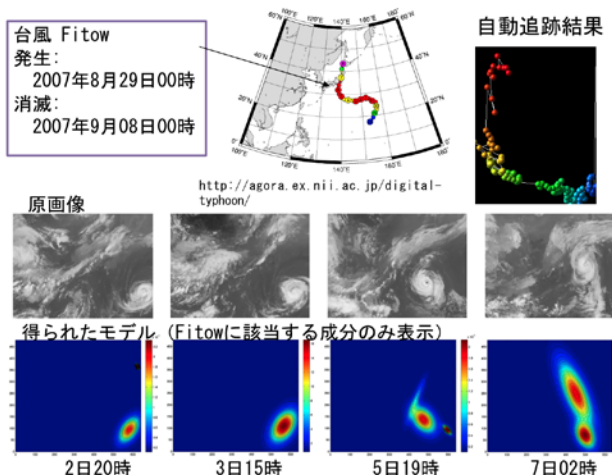 台風 Fitow
発生:
2007年8月29日00時
消滅:
2007年9月08日00時
自動追跡結果
http://agora.ex.nii.ac.jp/digital-
typhoon/
原画像
得られたモデル (Fitowに該当する成分のみ表示)
2日20時
3日15時
5日19時
7日02時